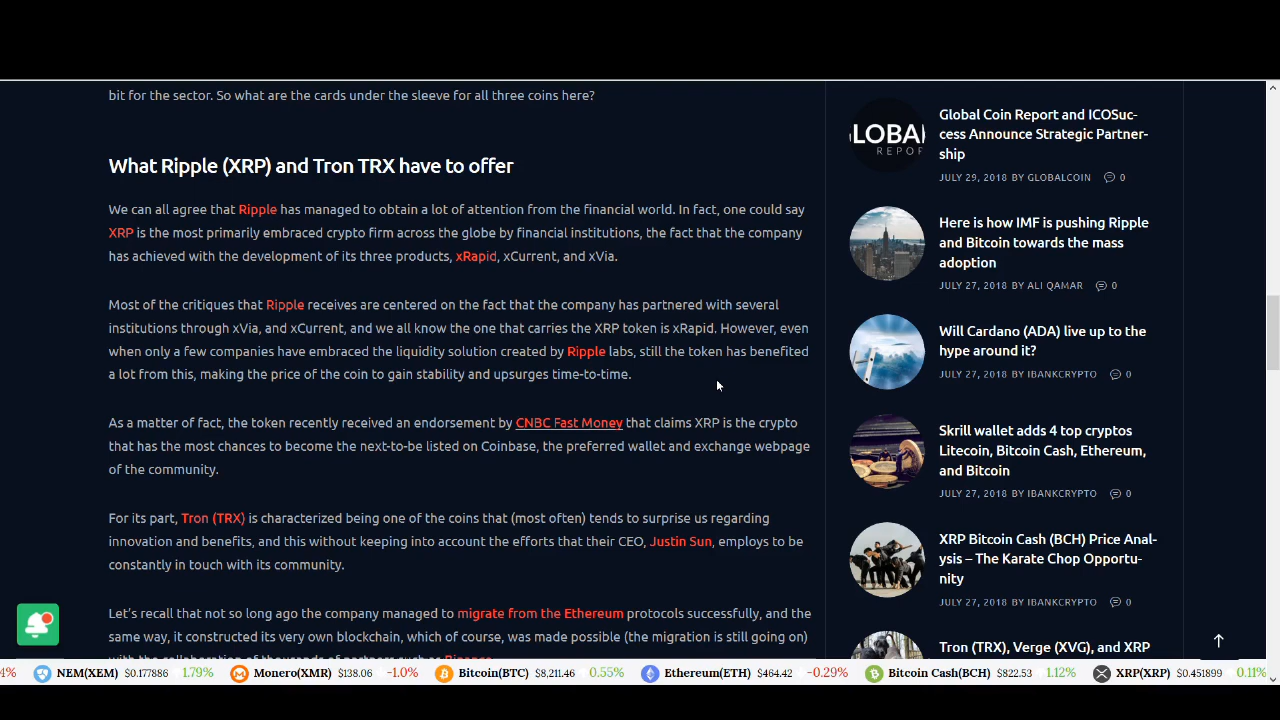 bit for the sector. So what are the cards under the sleeve for all three coins here?
What Ripple (XRP) and Tron TRX have to offer
We can all agree that Ripple has managed to obtain a lot of attention from the financial world. In fact, one could say
XRP is the most primarily embraced crypto firm across the globe by financial institutions, the fact that the company
has achieved with the development of its three products, xRapid, xCurrent, and xVia.
Most of the critiques that Ripple receives are centered on the fact that the company has partnered with several
institutions through xVia, and xCurrent, and we all know the one that carries the XRP token is xRapid. However, even
when only a few companies have embraced the liquidity solution created by Ripple labs, still the token has benefited
a lot from this, making the price of the coin to gain stability and upsurges time-to-time.
As a matter of fact, the token recently received an endorsement by CNBC Fast Money that claims XRP is the crypto
that has the most chances to become the next-to-be listed on Coinbase, the preferred wallet and exchange webpage
of the community.
For its part, Tron (TRX) is characterized being one of the coins that (most often) tends to surprise us regarding
innovation and benefits, and this without keeping into account the efforts that their CEO, Justin Sun, employs to be
constantly in touch with its community.
Let's recall that not so long ago the company managed to migrate from the Ethereum protocols successfully, and the
same way, it constructed its very own blockchain, which of course, was made possible (the migration is still going on)
with the collaboration of thousands of partners such as Binance
LOBAL
REPOR
Global Coin Report and ICOSuc-
cess Announce Strategic Partner-
ship
JULY 29, 2018 BY GLOBALCOIN 0
Here is how IMF is pushing Ripple
and Bitcoin towards the mass
adoption
JULY 27, 2018 BY ALI QAMAR 0
Will Cardano (ADA) live up to the
hype around it?
JULY 27, 2018 BY IBANKCRYPTO 0
Skrill wallet adds 4 top cryptos
Litecoin, Bitcoin Cash, Ethereum,
and Bitcoin
JULY 27, 2018 BY IBANKCRYPTO 0
XRP Bitcoin Cash (BCH) Price Anal-
ysis – The Karate Chop Opportu-
nity
JULY 27, 2018 BY IBANKCRYPTO 0
Tron (TRX), Verge (XVG), and XRP
4% NEM(XEM) $0.177886 1.79% Monero(XMR) $138.06 -1.0% Bitcoin(BTC) $8,211.46 0.55% Ethereum(ETH) $464.42 -0.29% Bitcoin Cash(BCH) $822.53 1.12% XRP(XRP) $0.451899 0.11%